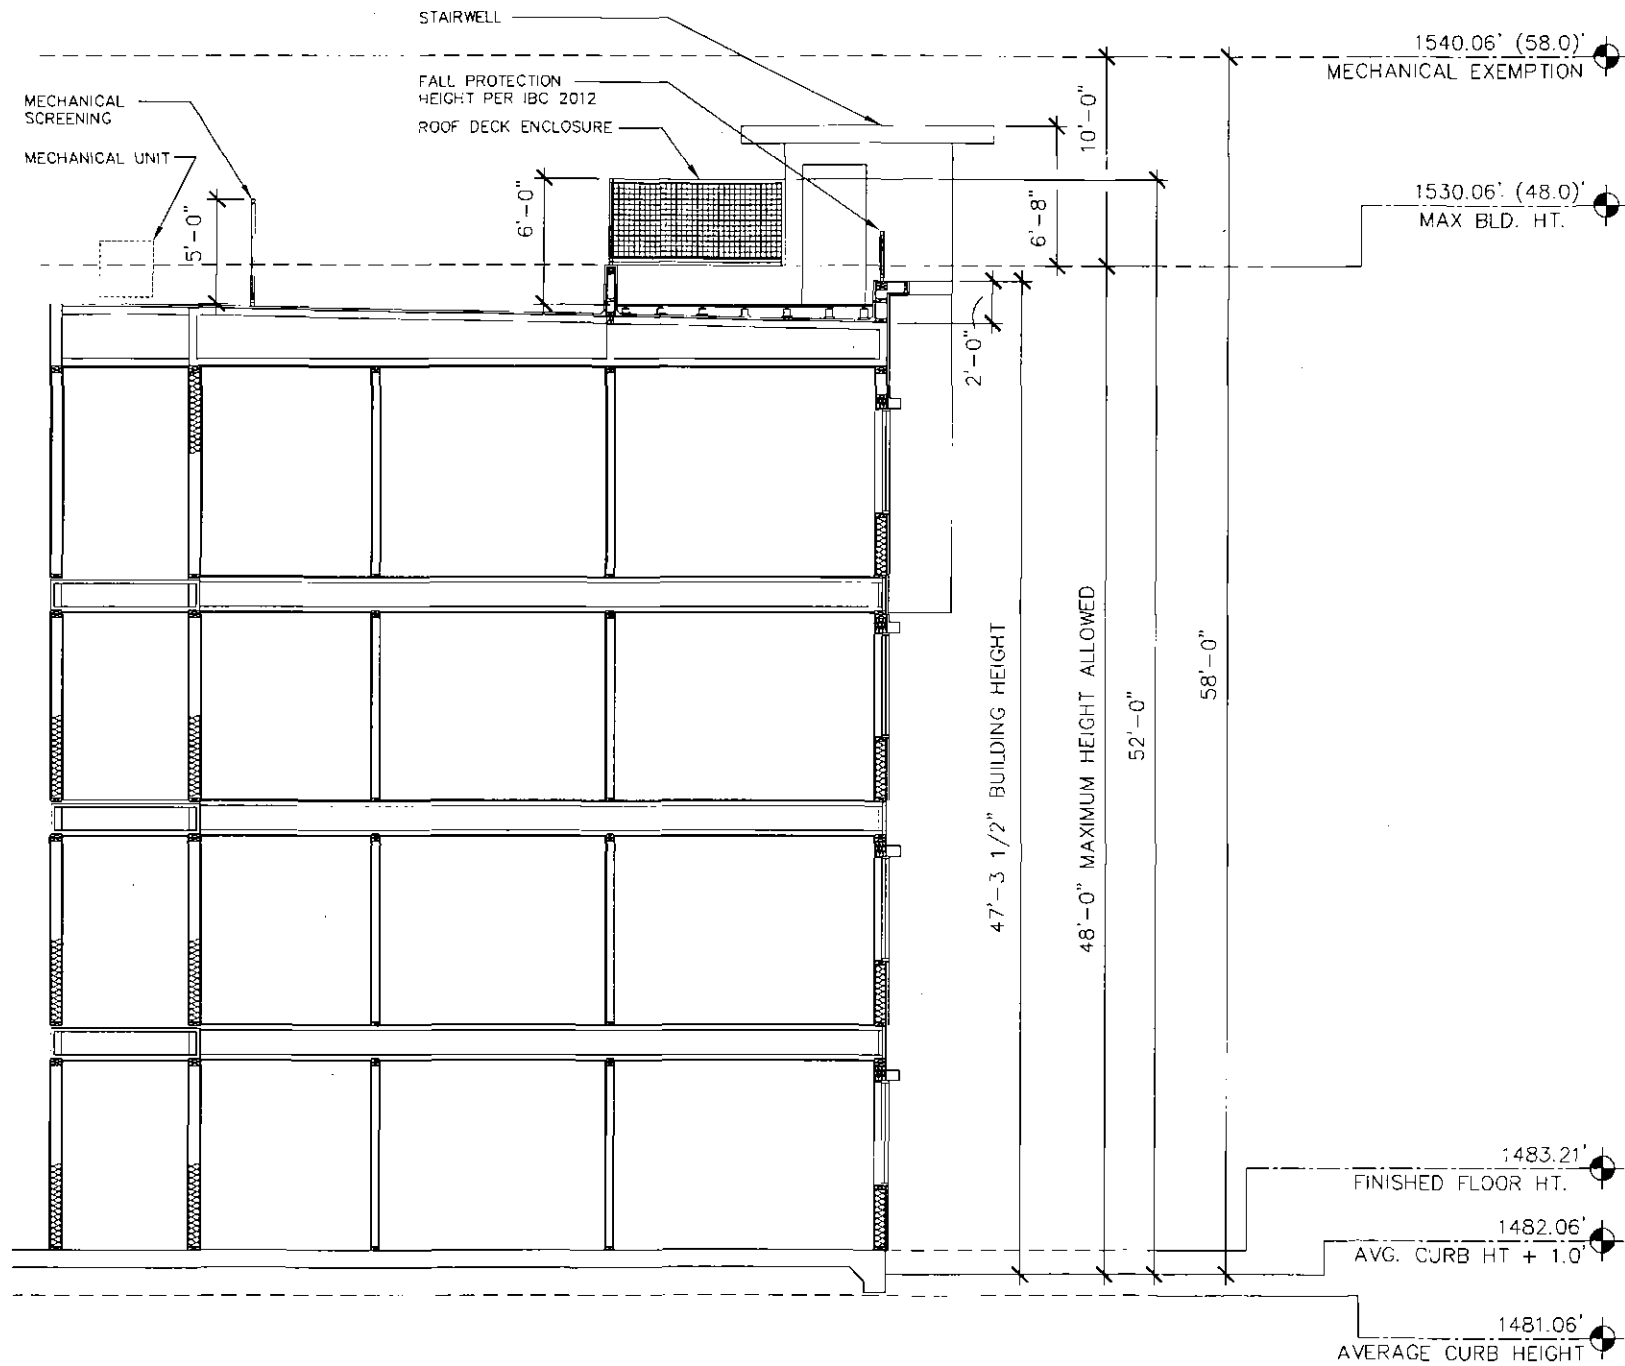 STAIRWELL
1540.06' (58.0)'
MECHANICAL EXEMPTION
FALL PROTECTION
HEIGHT PER IBC 2012
MECHANICAL
SCREENING
ROOF DECK ENCLOSURE
MECHANICAL UNIT
10'-0"
1530.06'. (48.0)'
MAX BLD. HT.
5'-0"
6'-0"
6'-8"
2'-0"
47'-3 1/2" BUILDING HEIGHT
48'-0" MAXIMUM HEIGHT ALLOWED
52'-0"
58'-0"
1483.21'
FINISHED FLOOR HT.
1482.06'
AVG. CURB HT + 1.0'
1481.06'
AVERAGE CURB HEIGHT